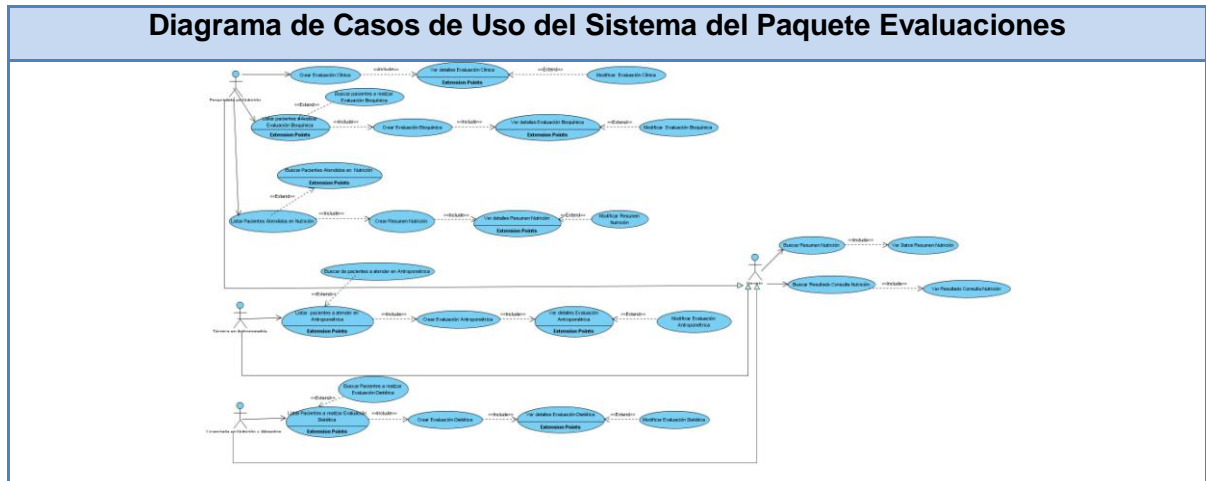 Diagrama de Casos de Uso del Sistema del Paquete Evaluaciones
Crear Evaluación Clínica
<<Include>>
Ver detalles Evaluación Clínica
Extension Points
<<Extend>>
Modificar Evaluación Clínica
Buscar pacientes a realizar
Evaluación Bioquímica
<<Extend>>
Listar pacientes a realizar
Evaluación Bioquímica
Extension Points
<<Include>>
Crear Evaluación Bioquímica
<<Include>>
Ver detalles Evaluación Bioquímica
Extension Points
<<Extend>>
Modificar Evaluación Bioquímica
Buscar Pacientes Atendidos en Nutrición
Extension Points
<<Extend>>
Listar Pacientes Atendidos en Nutrición
<<Include>>
Crear Resumen Nutrición
<<Include>>
Ver detalles Resumen Nutrición
Extension Points
<<Extend>>
Modificar Resumen
Nutrición
Buscar Resumen Nutrición
<<Include>>
Ver Datos Resumen Nutrición
Buscar Resultado Consulta Nutrición
<<Include>>
Ver Resultado Consulta Nutrición
Buscar de pacientes a atender en Antropométrica
<<Extend>>
Listar pacientes a atender en
Antropométrica
Extension Points
<<Include>>
Crear Evaluación Antropométrica
<<Include>>
Ver detalles Evaluación
Antropométrica
Extension Points
<<Extend>>
Modificar Evaluación
Antropométrica
Buscar Pacientes a realizar
Evaluación Dietética
<<Extend>>
Listar Pacientes a realizar Evaluación
Dietética
Extension Points
<<Include>>
Crear Evaluación Dietética
<<Include>>
Ver detalles Evaluación Dietética
Extension Points
<<Extend>>
Modificar Evaluación Dietética